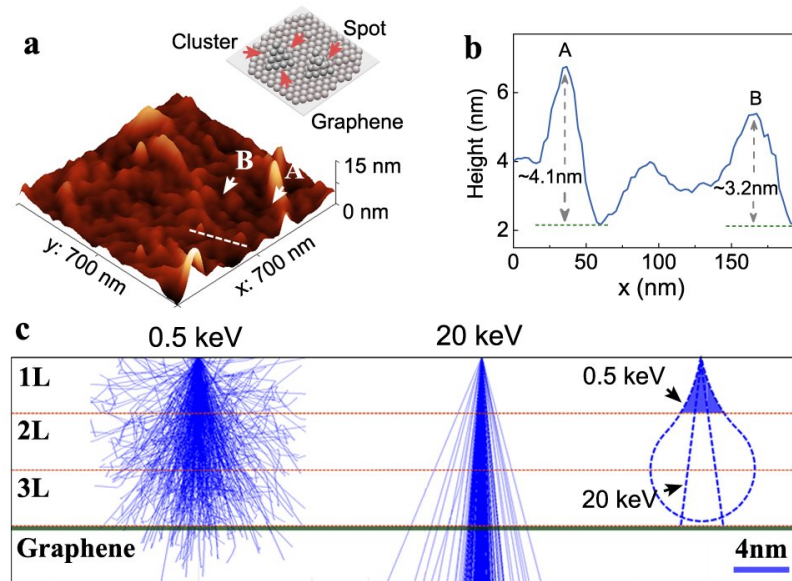 a
Cluster
Spot
Graphene
B
A
15 nm
0 nm
y: 700 nm
x: 700 nm
b
Height (nm)
6
4
2
A
B
~4.1nm
~3.2nm
0
50
100
150
x (nm)
c
0.5 keV
20 keV
1L
2L
3L
Graphene
0.5 keV
20 keV
4nm